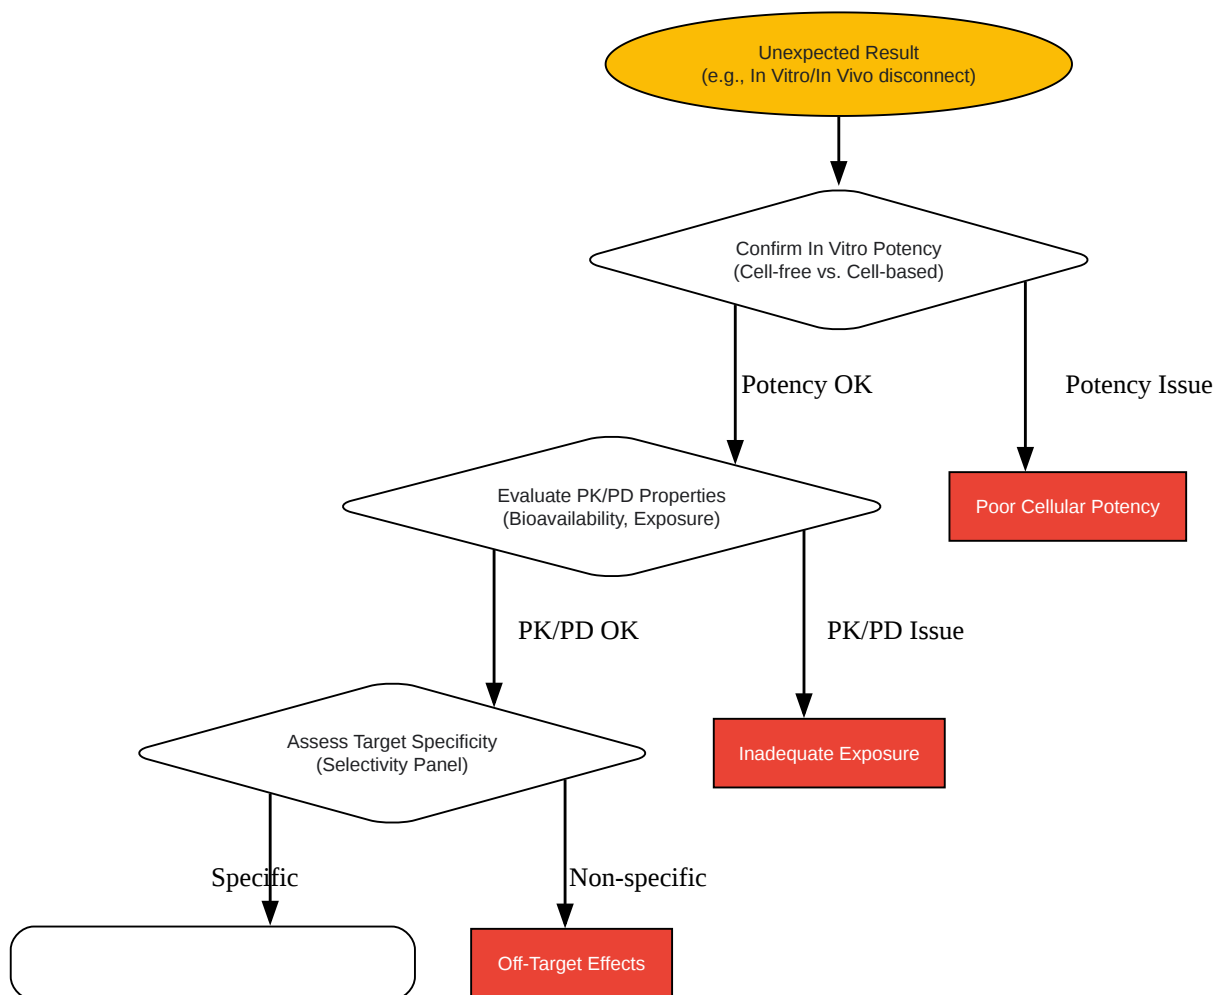 Unexpected Result
(e.g., In Vitro/In Vivo disconnect)
Confirm In Vitro Potency
(Cell-free vs. Cell-based)
Potency OK
Potency Issue
Evaluate PK/PD Properties
(Bioavailability, Exposure)
Poor Cellular Potency
PK/PD OK
PK/PD Issue
Assess Target Specificity
(Selectivity Panel)
Inadequate Exposure
Specific
Non-specific
Off-Target Effects